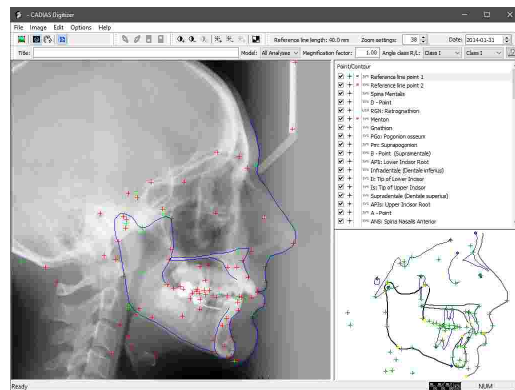 - CADIAS Digitizer
File Image Edit Options Help
Reference line length: 90.0 mm Zoom settings: 38 Date: 2014-01-31
Title: Model: All Analyses Magnification factor: 1.00 Angle class R/L: Class I Class I
Point/Contour
Reference line point 1
Reference line point 2
Spina Mentalis
D - Point
RGN: Retrognathion
Menton
Gnathion
PGo: Pogonion osseum
Pm: Suprapogonion
B - Point (Supramentale)
APIi: Lower Incisor Root
Infradentale (Dentale inferius)
Ii: Tip of Lower Incisor
Is: Tip of Upper Incisor
Supradentale (Dentale superius)
APIs: Upper Incisor Root
A - Point
ANS: Spina Nasalis Anterior
Ready NUM